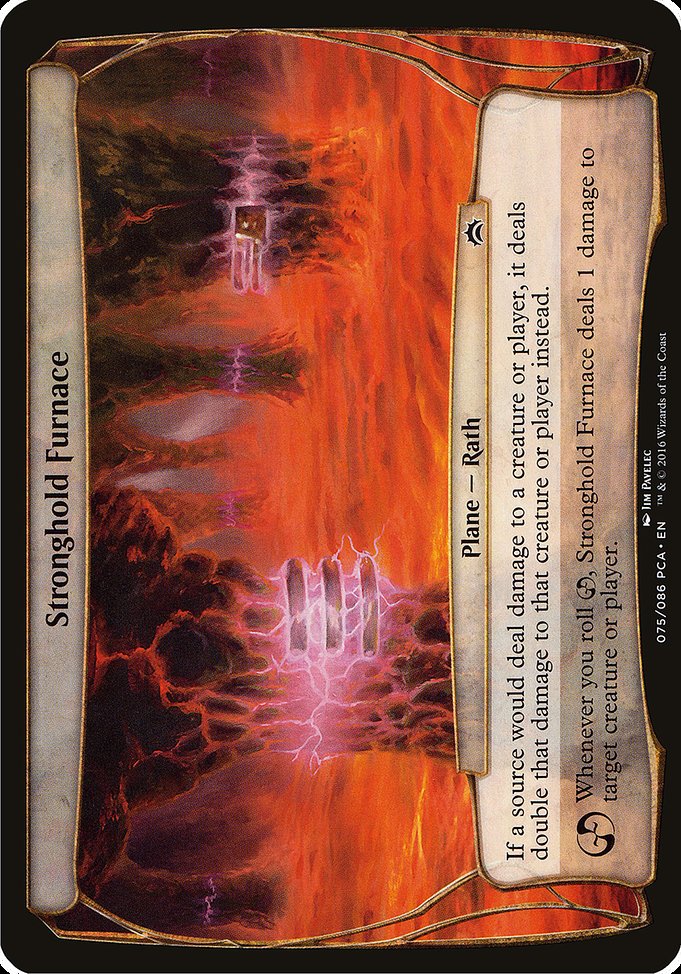 Stronghold Furnace
Plane — Rath
If a source would deal damage to a creature or player, it deals
double that damage to that creature or player instead.
Whenever you roll , Stronghold Furnace deals 1 damage to
target creature or player.
Jim Pavelec
075/086 PCA • EN ™ & © 2016 Wizards of the Coast